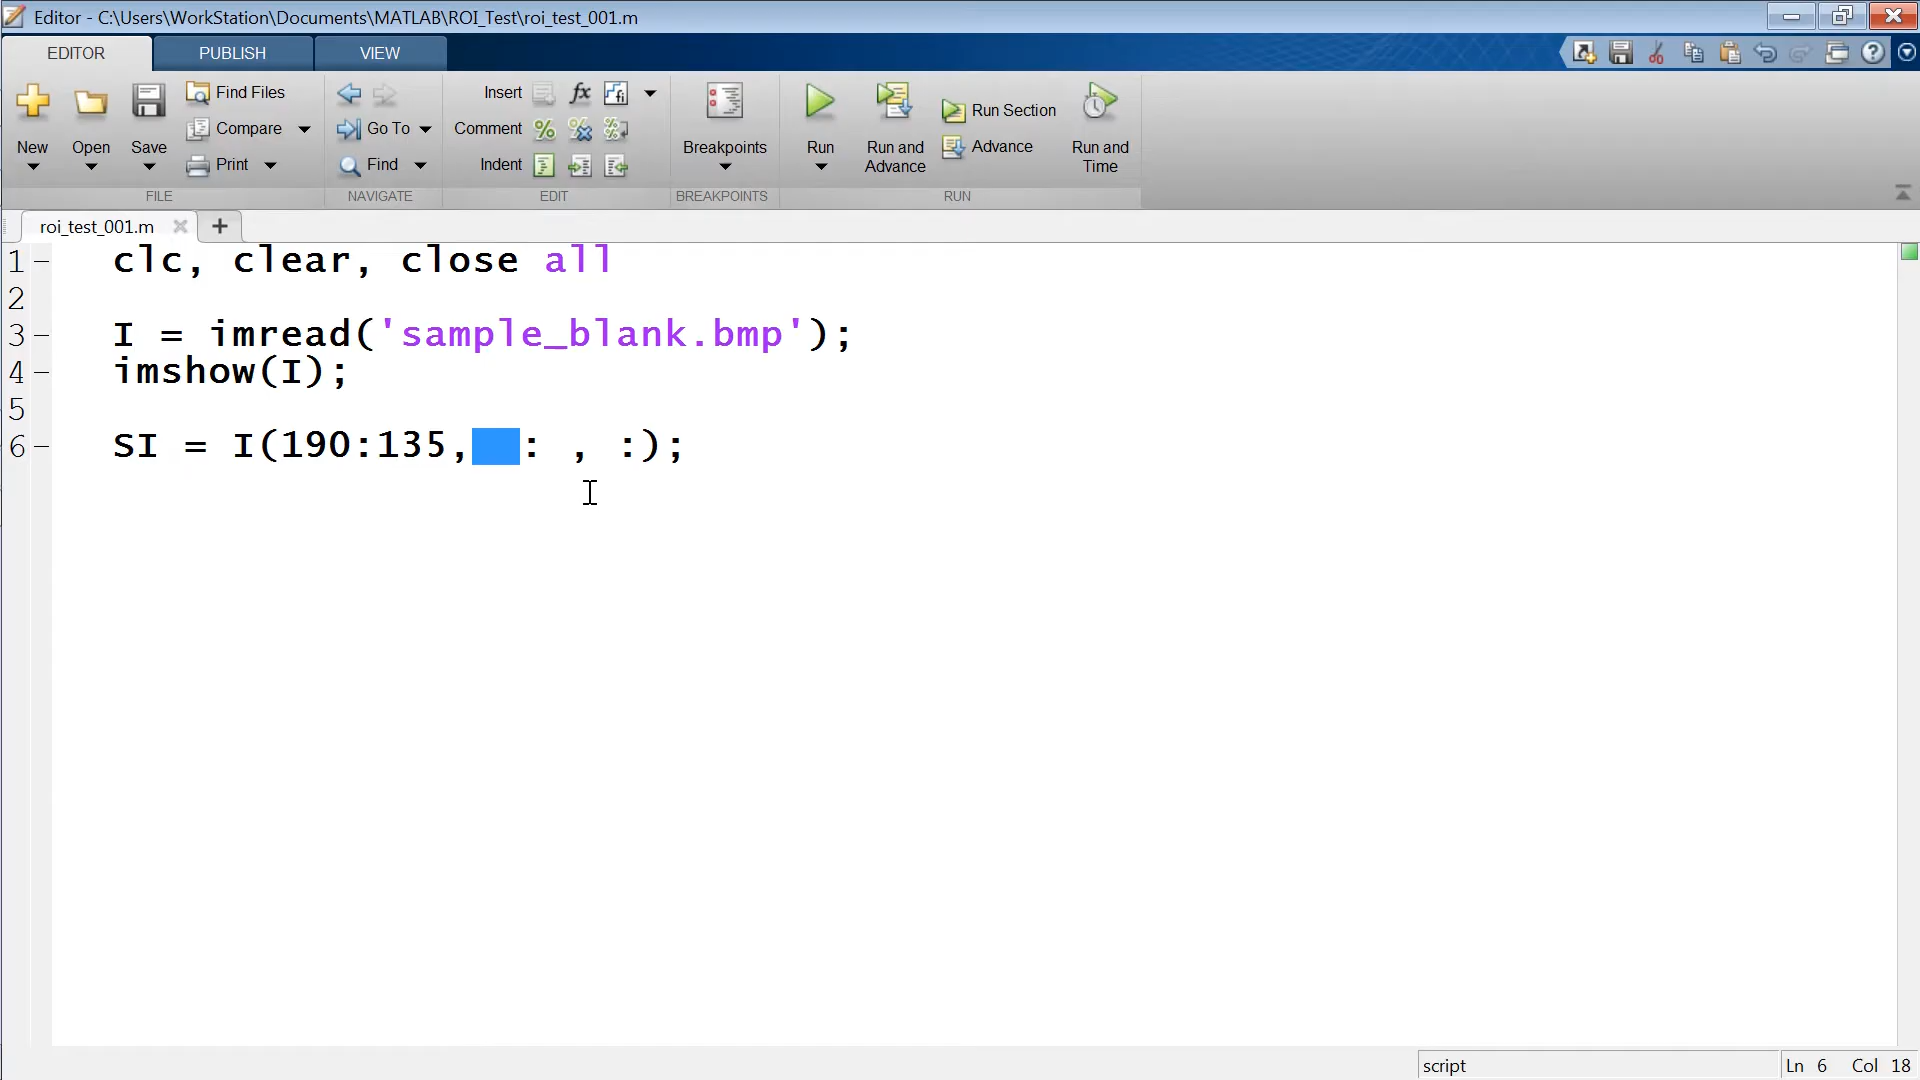 Editor - C:\Users\WorkStation\Documents\MATLAB\ROI_Test\roi_test_001.m
EDITOR PUBLISH VIEW
New Open Save Find Files Compare Print
Go To Find
Insert Comment Indent
Breakpoints
Run Run and Advance Run Section Advance Run and Time
FILE NAVIGATE EDIT BREAKPOINTS RUN
roi_test_001.m
1 clc, clear, close all
2
3 I = imread('sample_blank.bmp');
4 imshow(I);
5
6 SI = I(190:135,  : , :);
script Ln 6 Col 18